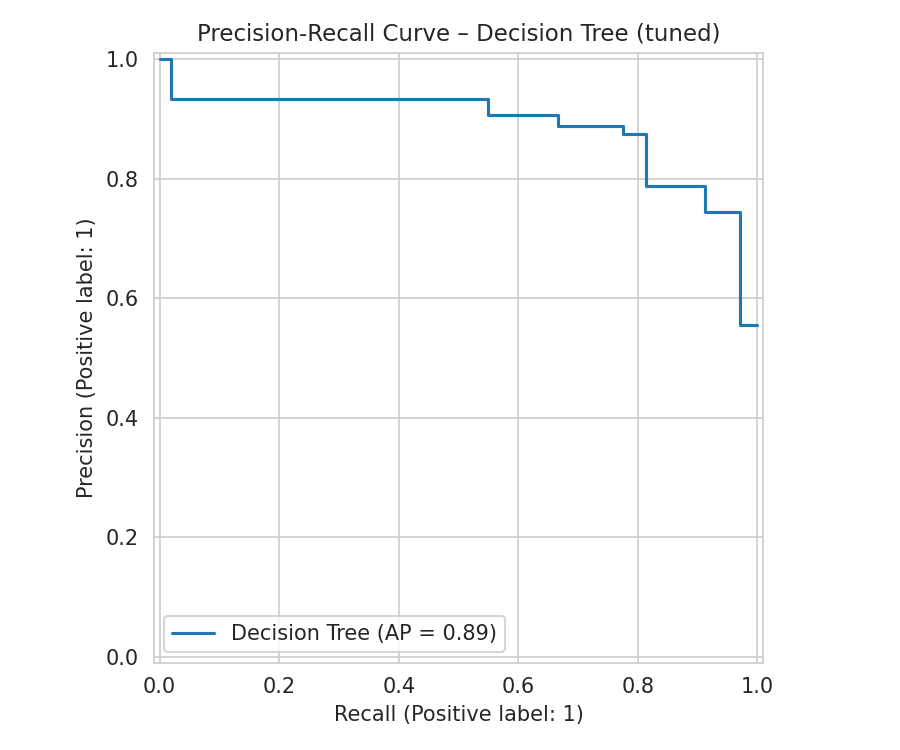 Precision-Recall Curve – Decision Tree (tuned)
Precision (Positive label: 1)
1.0
0.8
0.6
0.4
0.2
0.0
Decision Tree (AP = 0.89)
0.0 0.2 0.4 0.6 0.8 1.0
Recall (Positive label: 1)